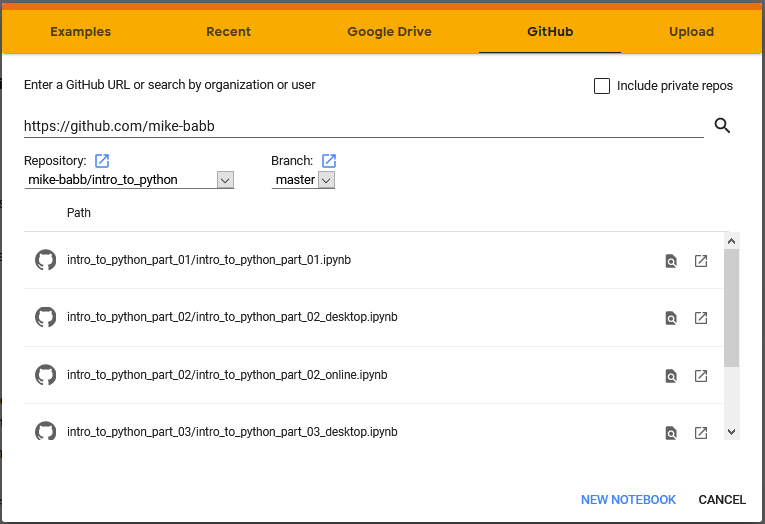 Examples Recent Google Drive GitHub Upload
Enter a GitHub URL or search by organization or user
Include private repos
https://github.com/mike-babb
Repository: Branch:
mike-babb/intro_to_python master
Path
intro_to_python_part_01/intro_to_python_part_01.ipynb
intro_to_python_part_02/intro_to_python_part_02_desktop.ipynb
intro_to_python_part_02/intro_to_python_part_02_online.ipynb
intro_to_python_part_03/intro_to_python_part_03_desktop.ipynb
NEW NOTEBOOK CANCEL